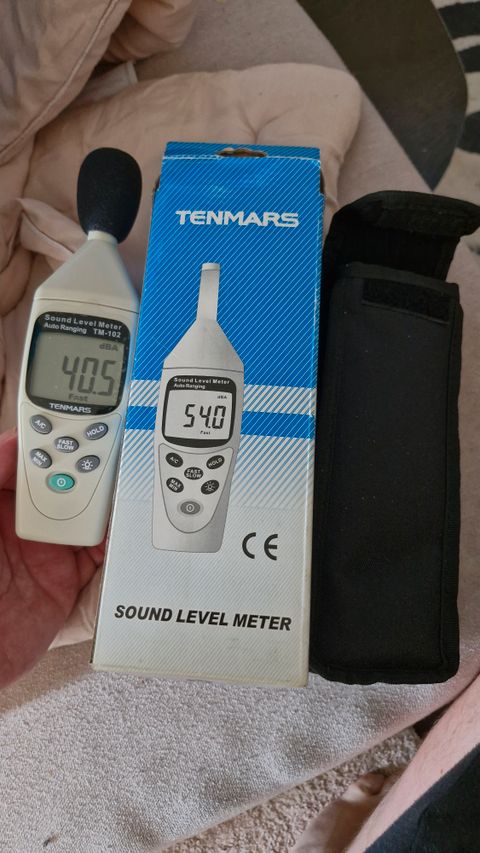 Sound Level Meter
Auto Ranging TM-102
dBA
40.5
Fast
TENMARS
A/C
FAST
SLOW
HOLD
MAX
MIN
TENMARS
Sound Level Meter
Auto Ranging
dBA
54.0
Fast
A/C
FAST
SLOW
HOLD
MAX
MIN
CE
SOUND LEVEL METER